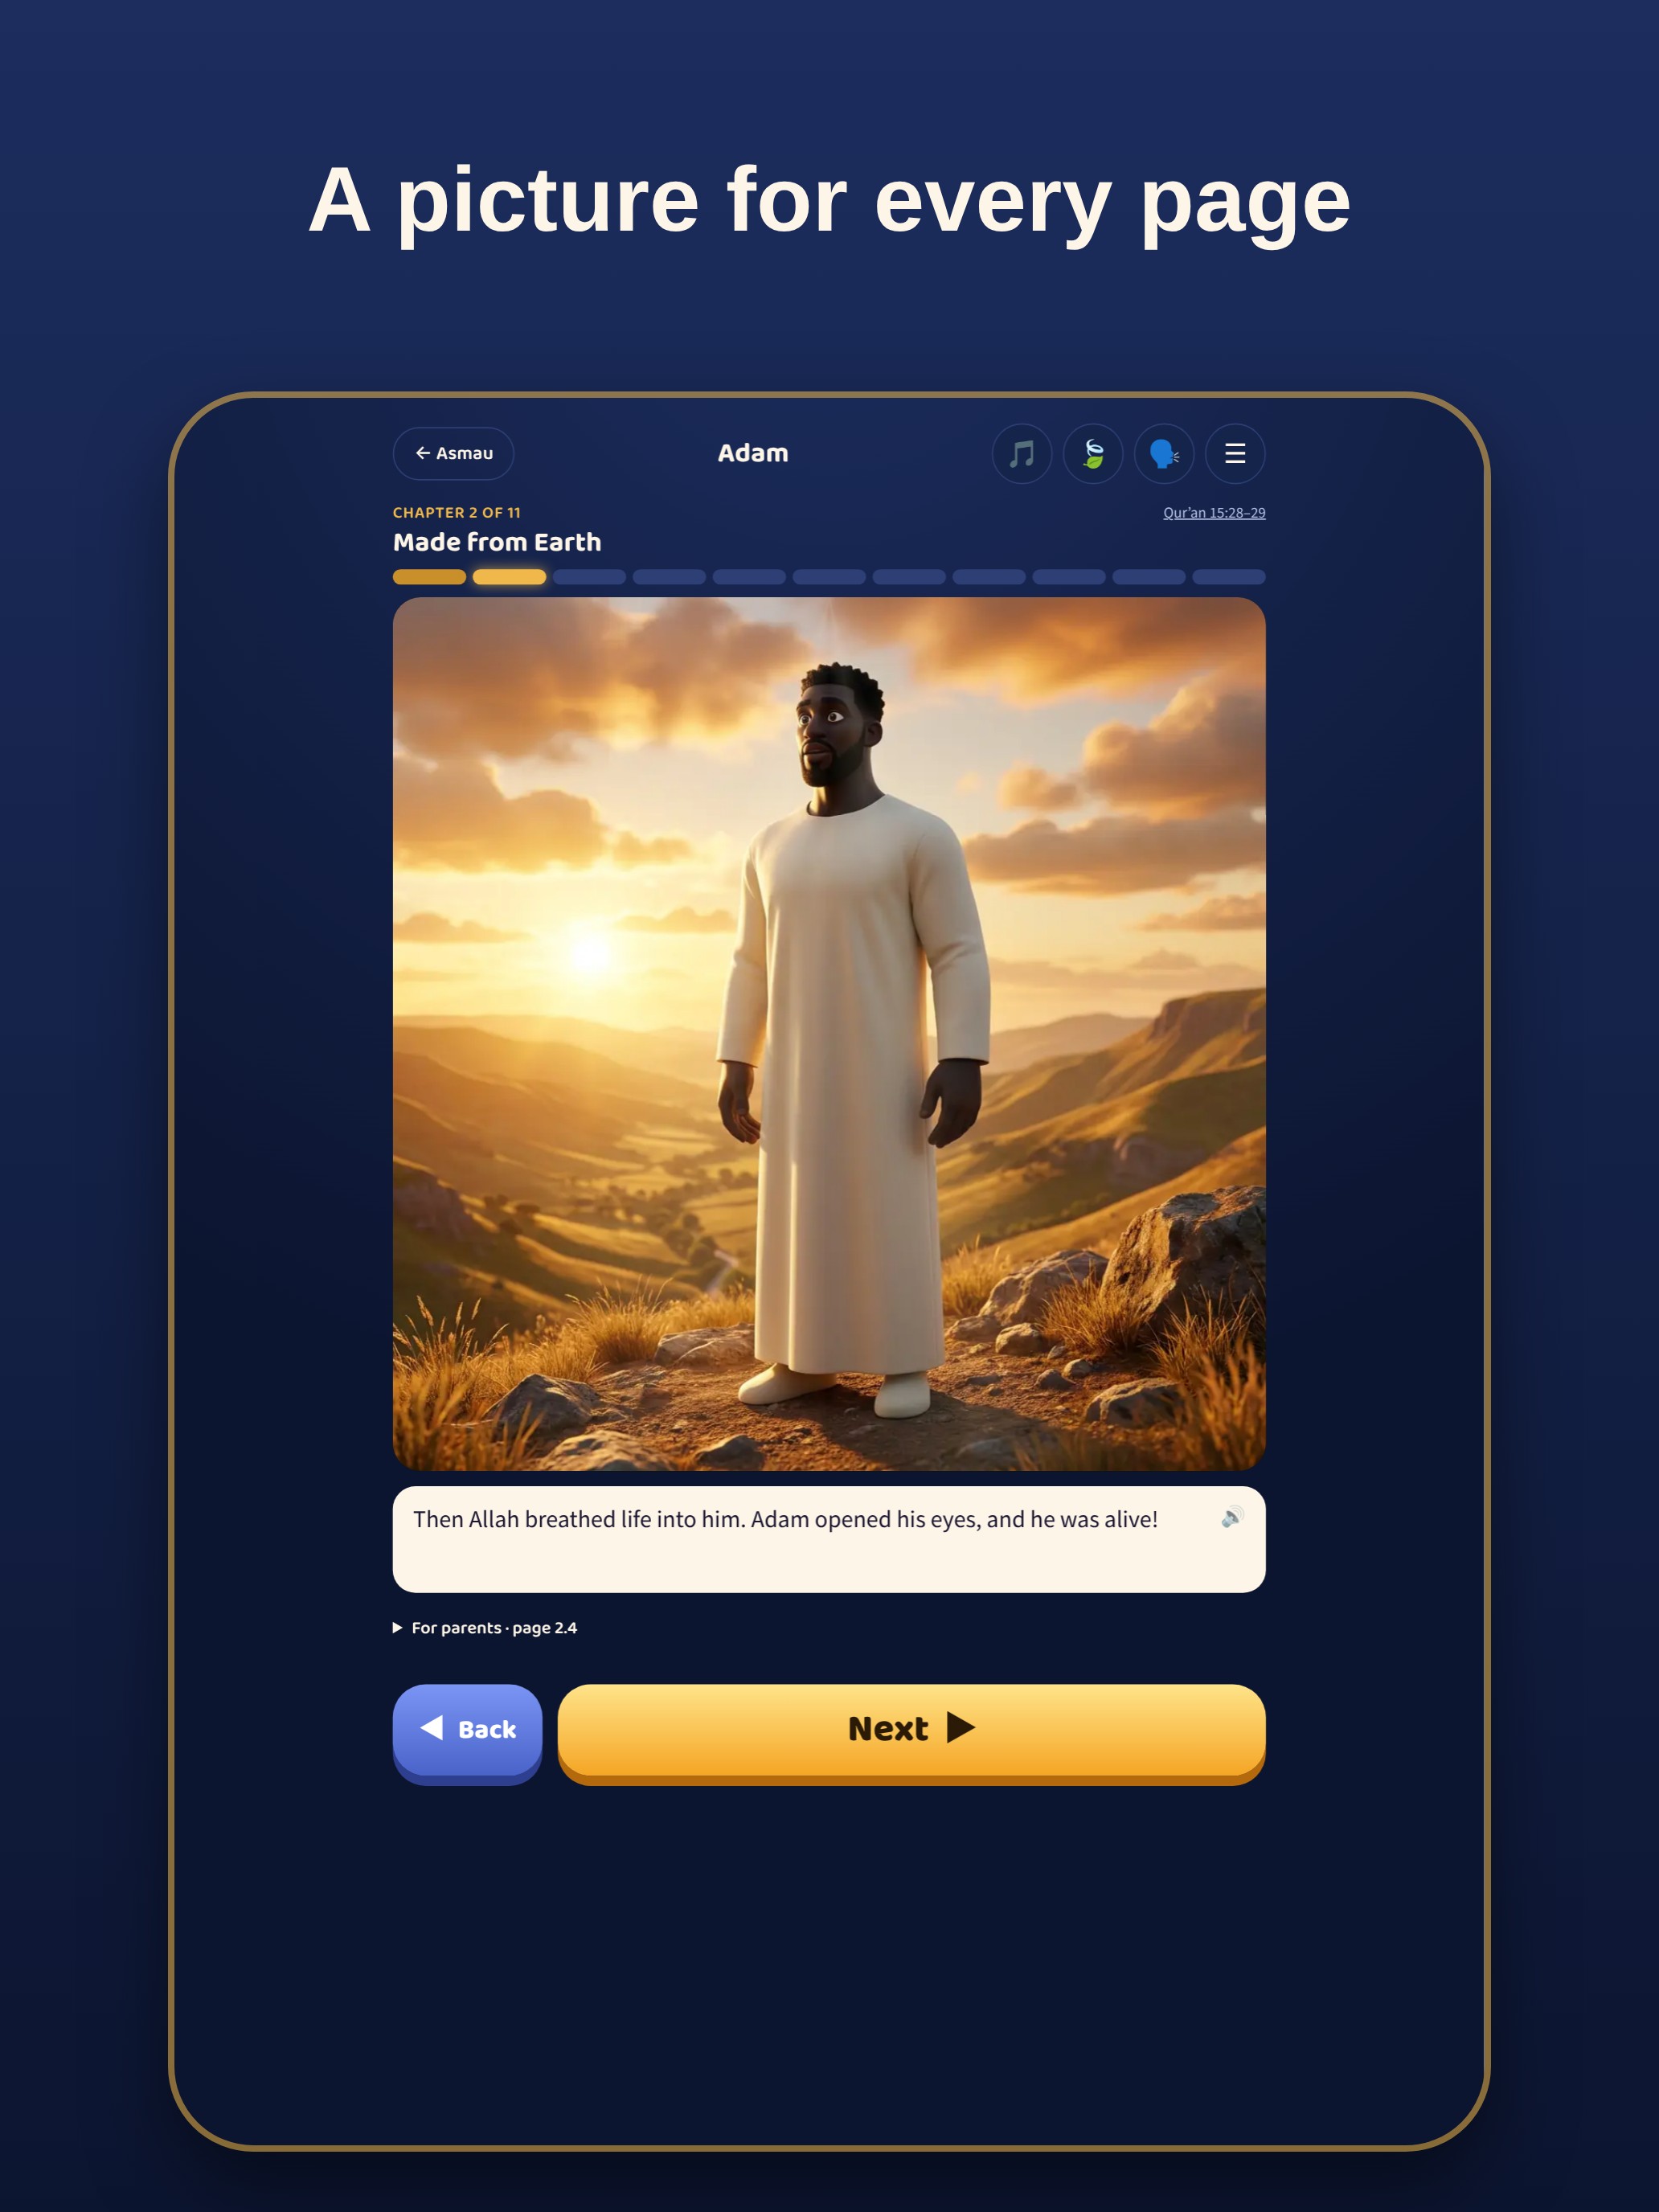 A picture for every page
← Asmau
Adam
CHAPTER 2 OF 11
Qur'an 15:28–29
Made from Earth
Then Allah breathed life into him. Adam opened his eyes, and he was alive!
▶ For parents · page 2.4
◀ Back
Next ▶